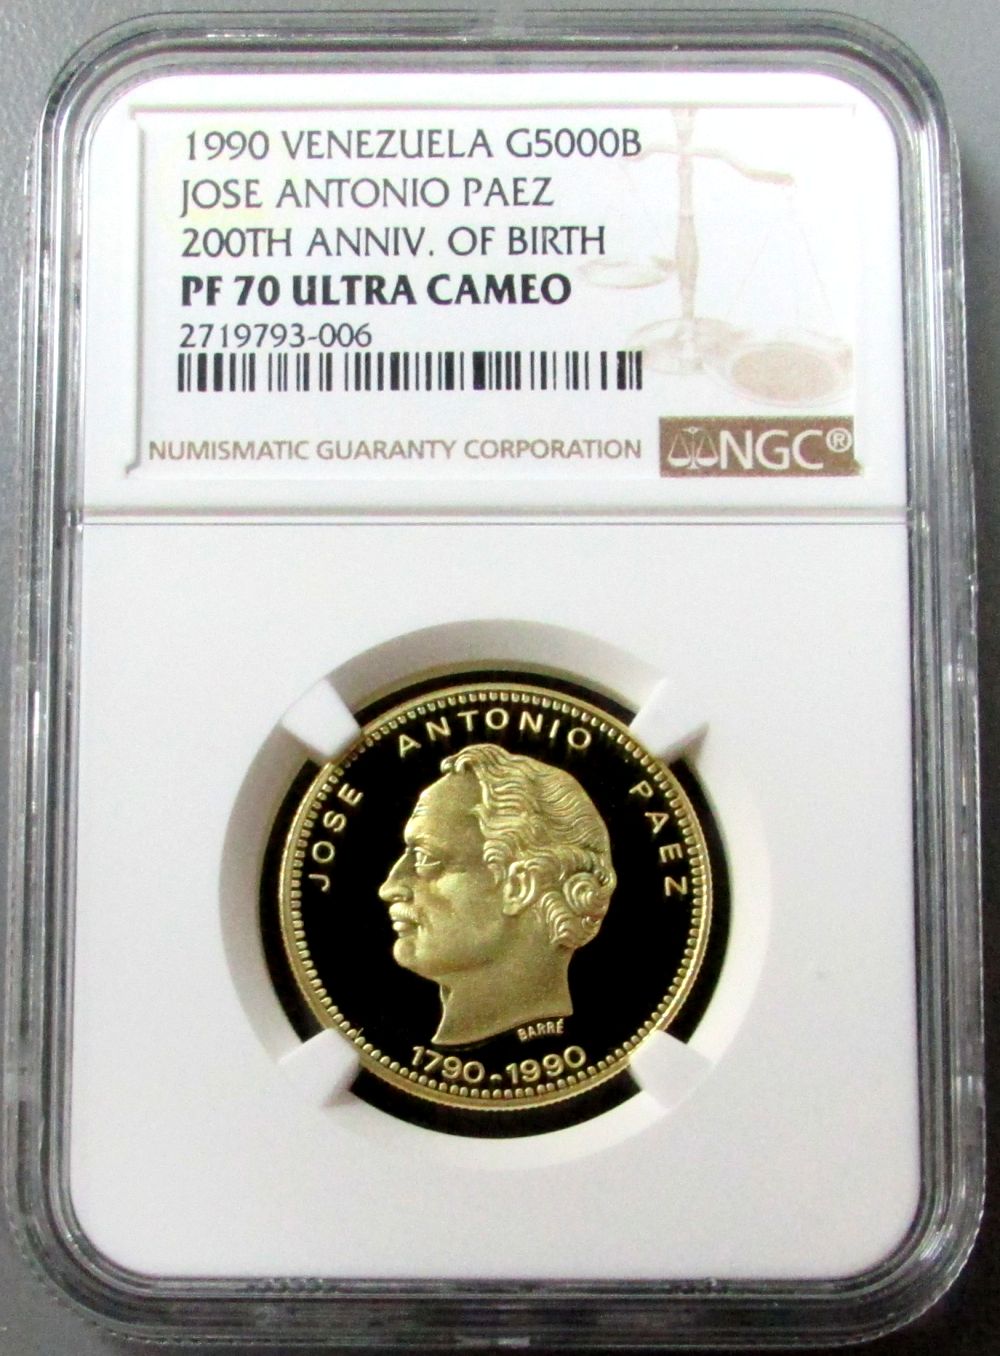 1990 VENEZUELA G5000B
JOSE ANTONIO PAEZ
200TH ANNIV. OF BIRTH
PF 70 ULTRA CAMEO
2719793-006
NUMISMATIC GUARANTY CORPORATION
NGC®
JOSE ANTONIO PAEZ
BARRÉ
1790-1990